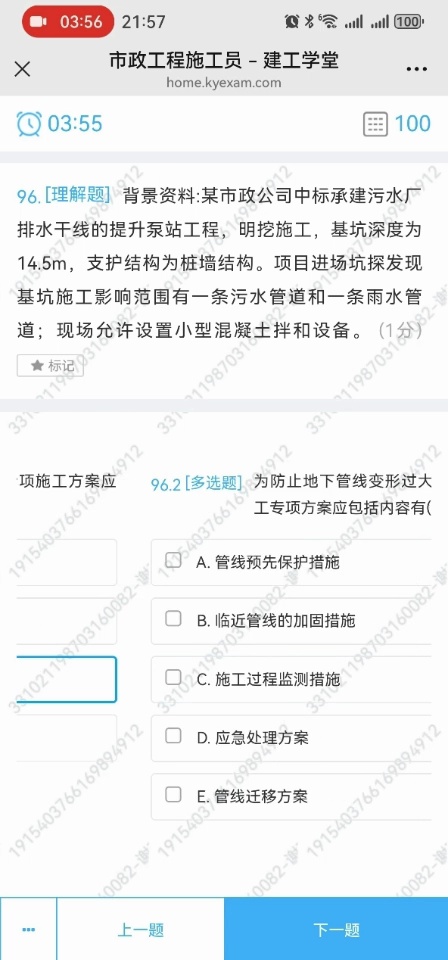 03:56 21:57 6 100
市政工程施工员 - 建工学堂
home.kyexam.com
03:55 100
96. [理解题] 背景资料:某市政公司中标承建污水厂
排水干线的提升泵站工程，明挖施工，基坑深度为
14.5m，支护结构为桩墙结构。项目进场坑探发现
基坑施工影响范围有一条污水管道和一条雨水管
道；现场允许设置小型混凝土拌和设备。 (1分)
标记
项施工方案应
96.2 [多选题] 为防止地下管线变形过大
工专项方案应包括内容有(
A. 管线预先保护措施
B. 临近管线的加固措施
C. 施工过程监测措施
D. 应急处理方案
E. 管线迁移方案
... 上一题 下一题